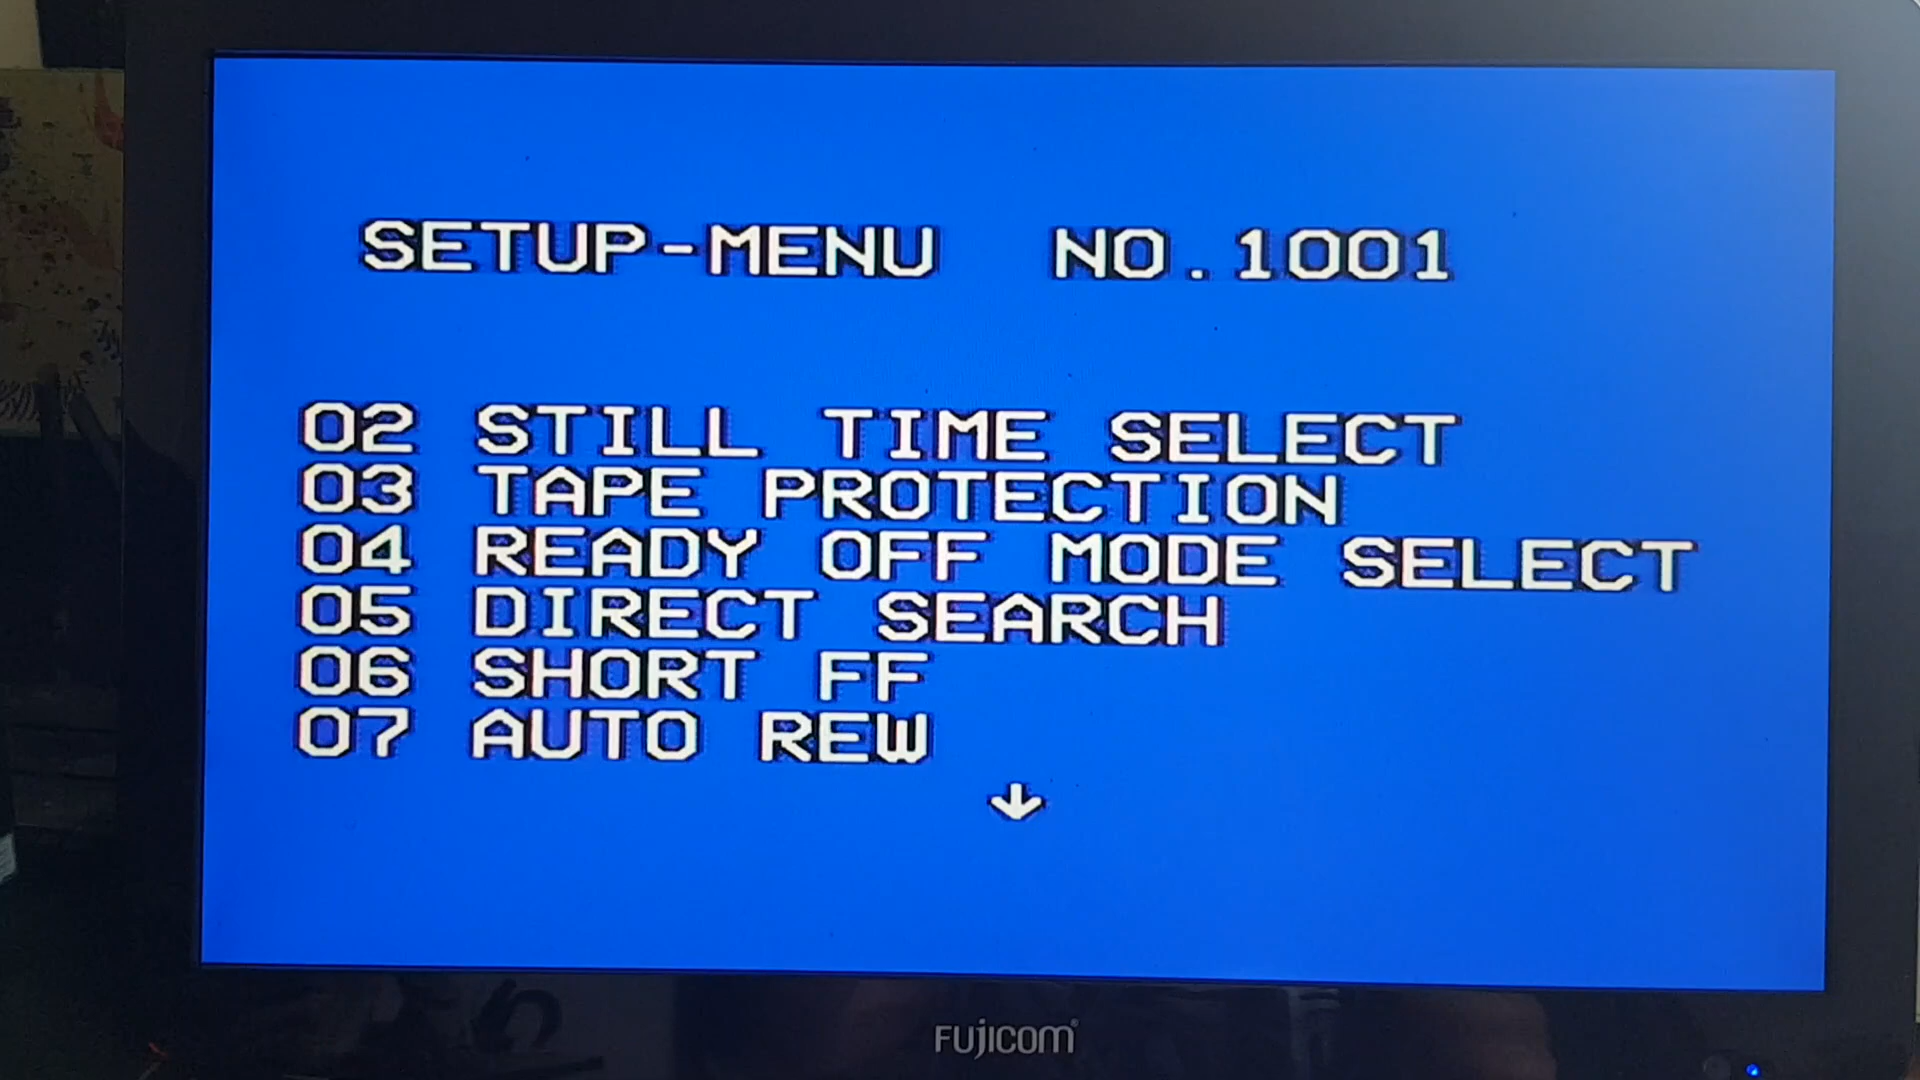 SETUP-MENU NO.1001
02 STILL TIME SELECT
03 TAPE PROTECTION
04 READY OFF MODE SELECT
05 DIRECT SEARCH
06 SHORT FF
07 AUTO REW
↓
FUJICOM